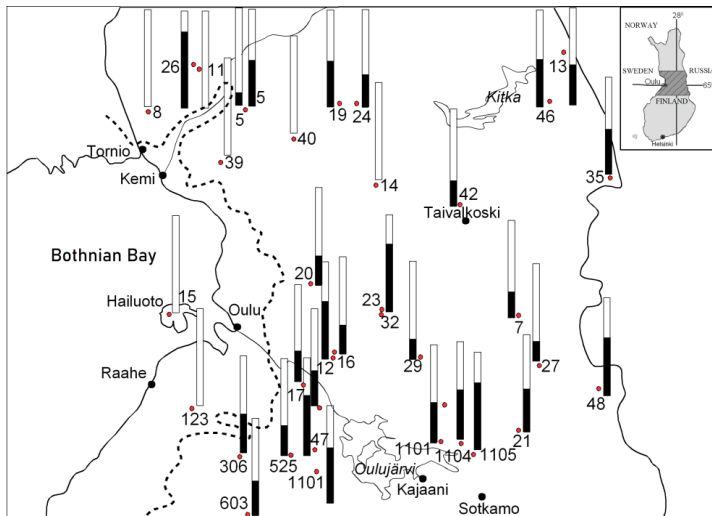 NORWAY
28°
SWEDEN
RUSSIA
Oulu
65°
FINLAND
Helsinki
26
11
8
5
5
40
19
24
46
13
Kitka
Tornio
Kemi
39
14
42
35
Taivalkoski
Bothnian Bay
Hailuoto
15
Oulu
20
23
32
7
Raahe
12
16
29
27
17
123
48
306
525
47
1101
1101
1104
1105
21
Oulujärvi
Kajaani
603
Sotkamo